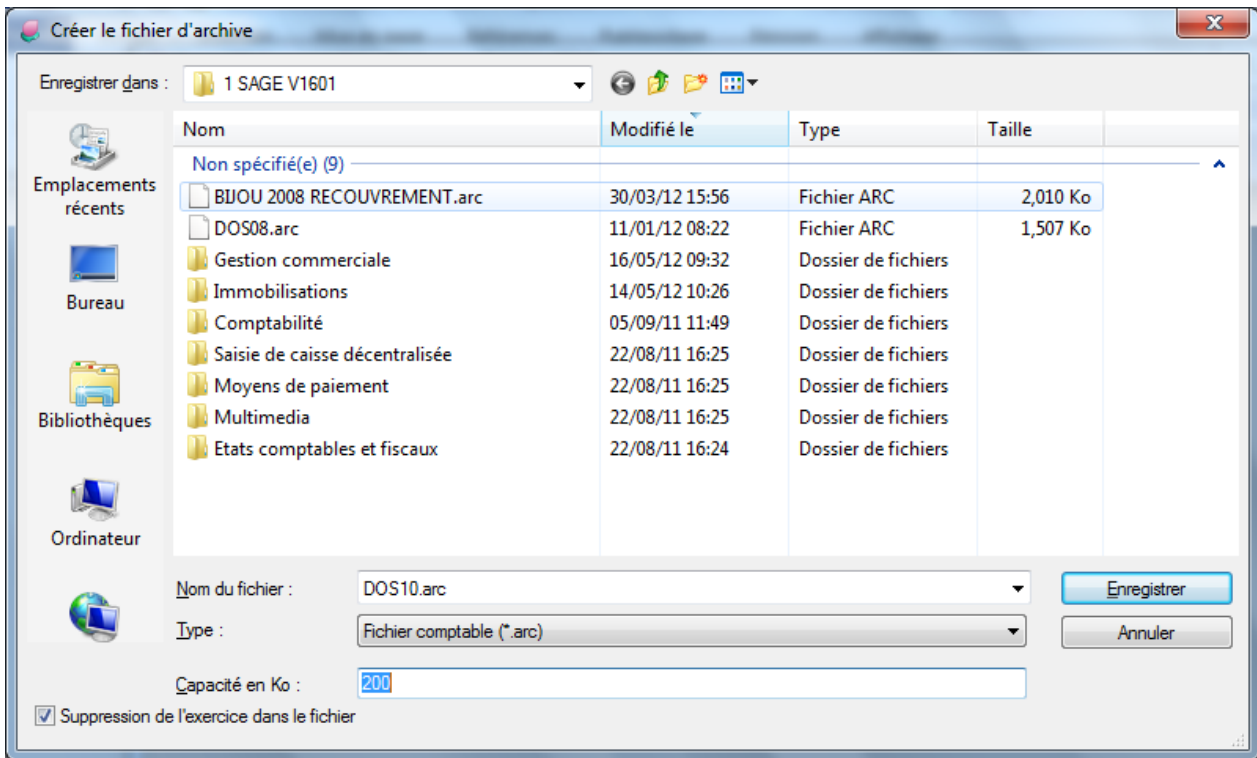 Créer le fichier d'archive
Enregistrer dans : 1 SAGE V1601
Nom Modifié le Type Taille
Non spécifié(e) (9)
BIJOU 2008 RECOUVREMENT.arc 30/03/12 15:56 Fichier ARC 2,010 Ko
DOS08.arc 11/01/12 08:22 Fichier ARC 1,507 Ko
Gestion commerciale 16/05/12 09:32 Dossier de fichiers
Immobilisations 14/05/12 10:26 Dossier de fichiers
Comptabilité 05/09/11 11:49 Dossier de fichiers
Saisie de caisse décentralisée 22/08/11 16:25 Dossier de fichiers
Moyens de paiement 22/08/11 16:25 Dossier de fichiers
Multimedia 22/08/11 16:25 Dossier de fichiers
Etats comptables et fiscaux 22/08/11 16:24 Dossier de fichiers
Emplacements
récents
Bureau
Bibliothèques
Ordinateur
Nom du fichier : DOS10.arc Enregistrer
Type : Fichier comptable (*.arc) Annuler
Capacité en Ko : 200
Suppression de l'exercice dans le fichier